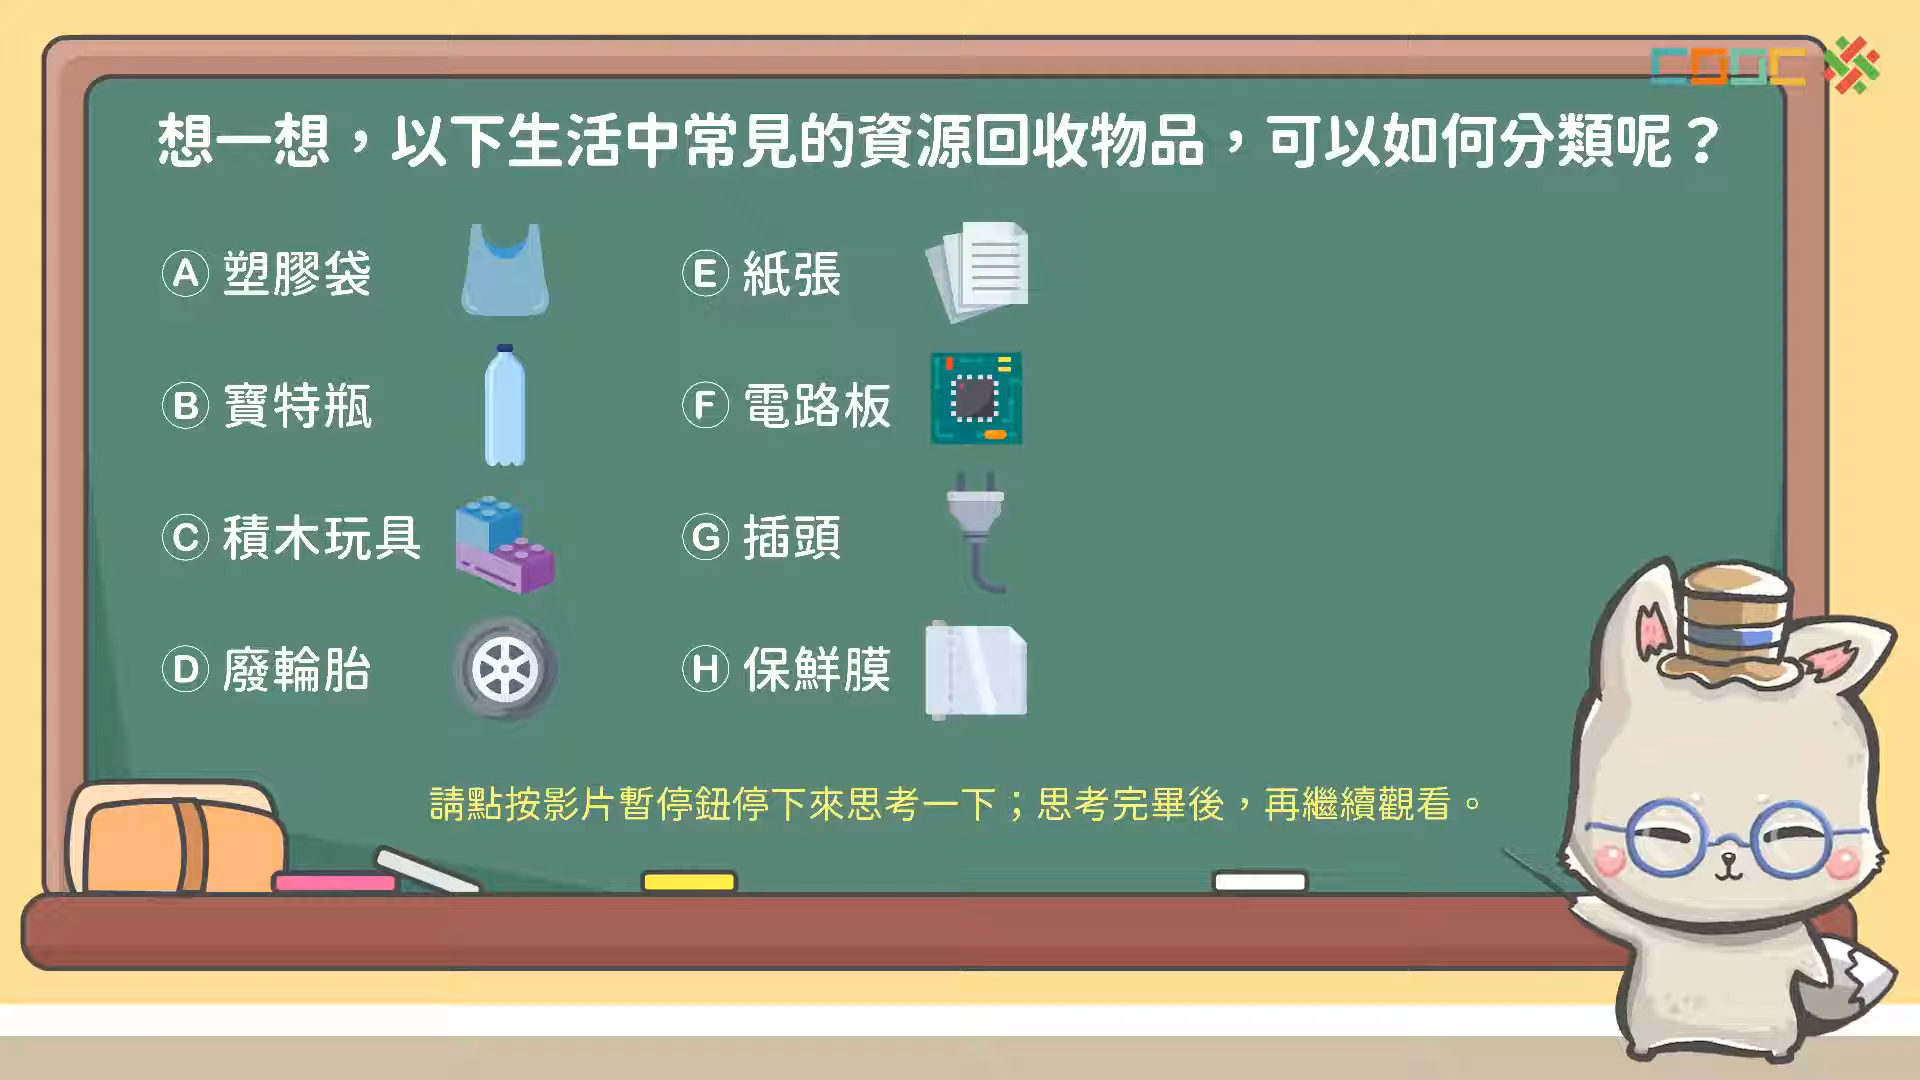 COOC
想一想，以下生活中常見的資源回收物品，可以如何分類呢？
Ⓐ 塑膠袋
Ⓑ 寶特瓶
Ⓒ 積木玩具
Ⓓ 廢輪胎
Ⓔ 紙張
Ⓕ 電路板
Ⓖ 插頭
Ⓗ 保鮮膜
請點按影片暫停鈕停下來思考一下；思考完畢後，再繼續觀看。